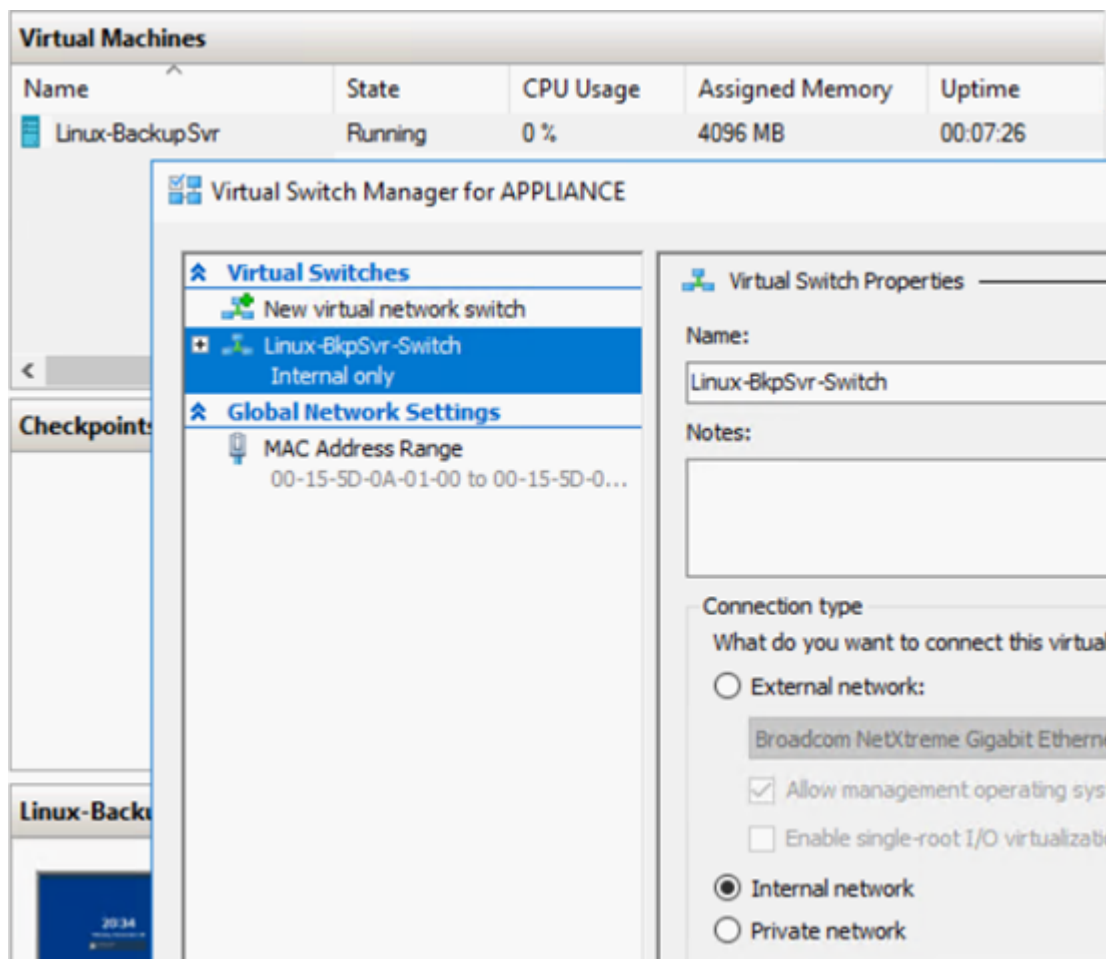 Virtual Machines
Name State CPU Usage Assigned Memory Uptime
Linux-BackupSvr Running 0 % 4096 MB 00:07:26
Virtual Switch Manager for APPLIANCE
Virtual Switches
New virtual network switch
Linux-BkpSvr-Switch
Internal only
Global Network Settings
MAC Address Range
00-15-5D-0A-01-00 to 00-15-5D-0...
Checkpoints
Linux-Backu
20:34
Virtual Switch Properties
Name:
Linux-BkpSvr-Switch
Notes:
Connection type
What do you want to connect this virtual
External network:
Broadcom NetXtreme Gigabit Etherne
Allow management operating sys
Enable single-root I/O virtualizati
Internal network
Private network